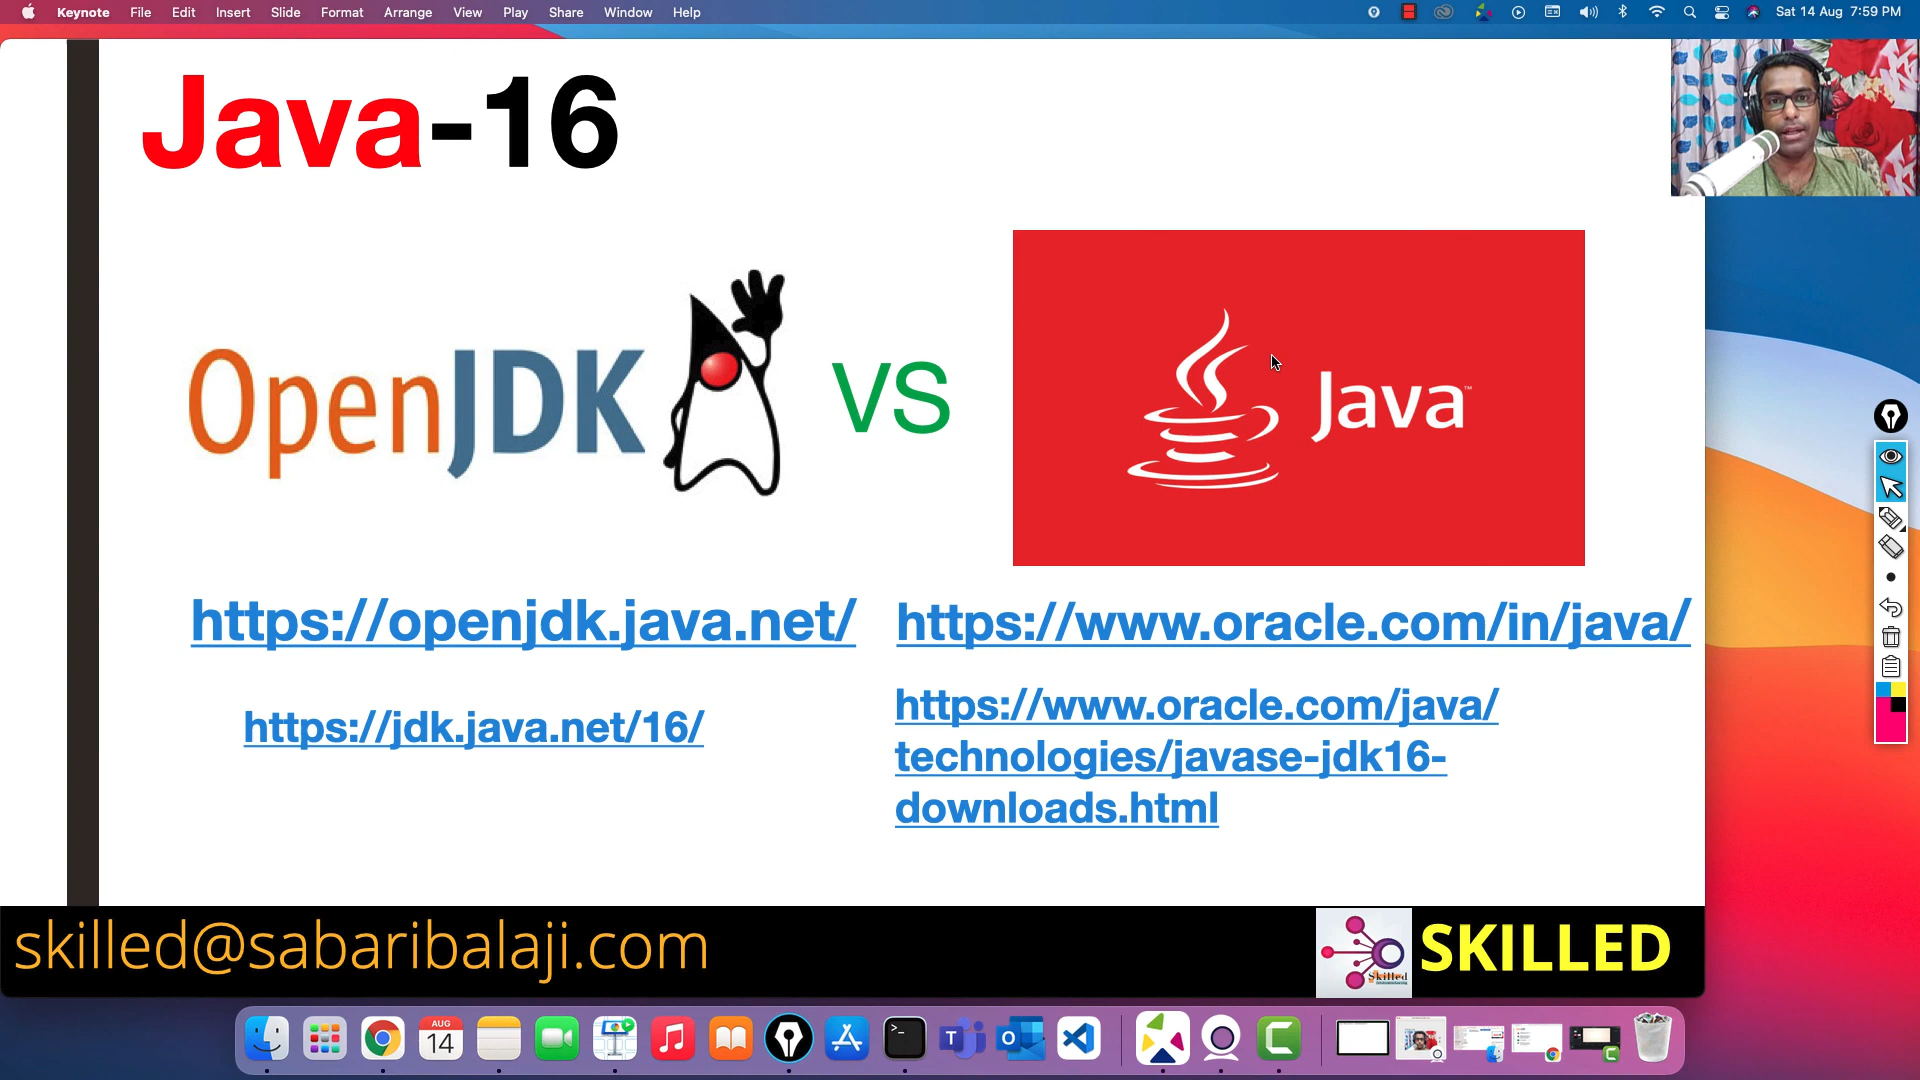 Keynote File Edit Insert Slide Format Arrange View Play Share Window Help Sat 14 Aug 7:59 PM
Java-16
OpenJDK VS Java™
https://openjdk.java.net/ https://www.oracle.com/in/java/
https://jdk.java.net/16/
https://www.oracle.com/java/
technologies/javase-jdk16-
downloads.html
skilled@sabaribalaji.com
Skilled
SKILLED
AUG
14